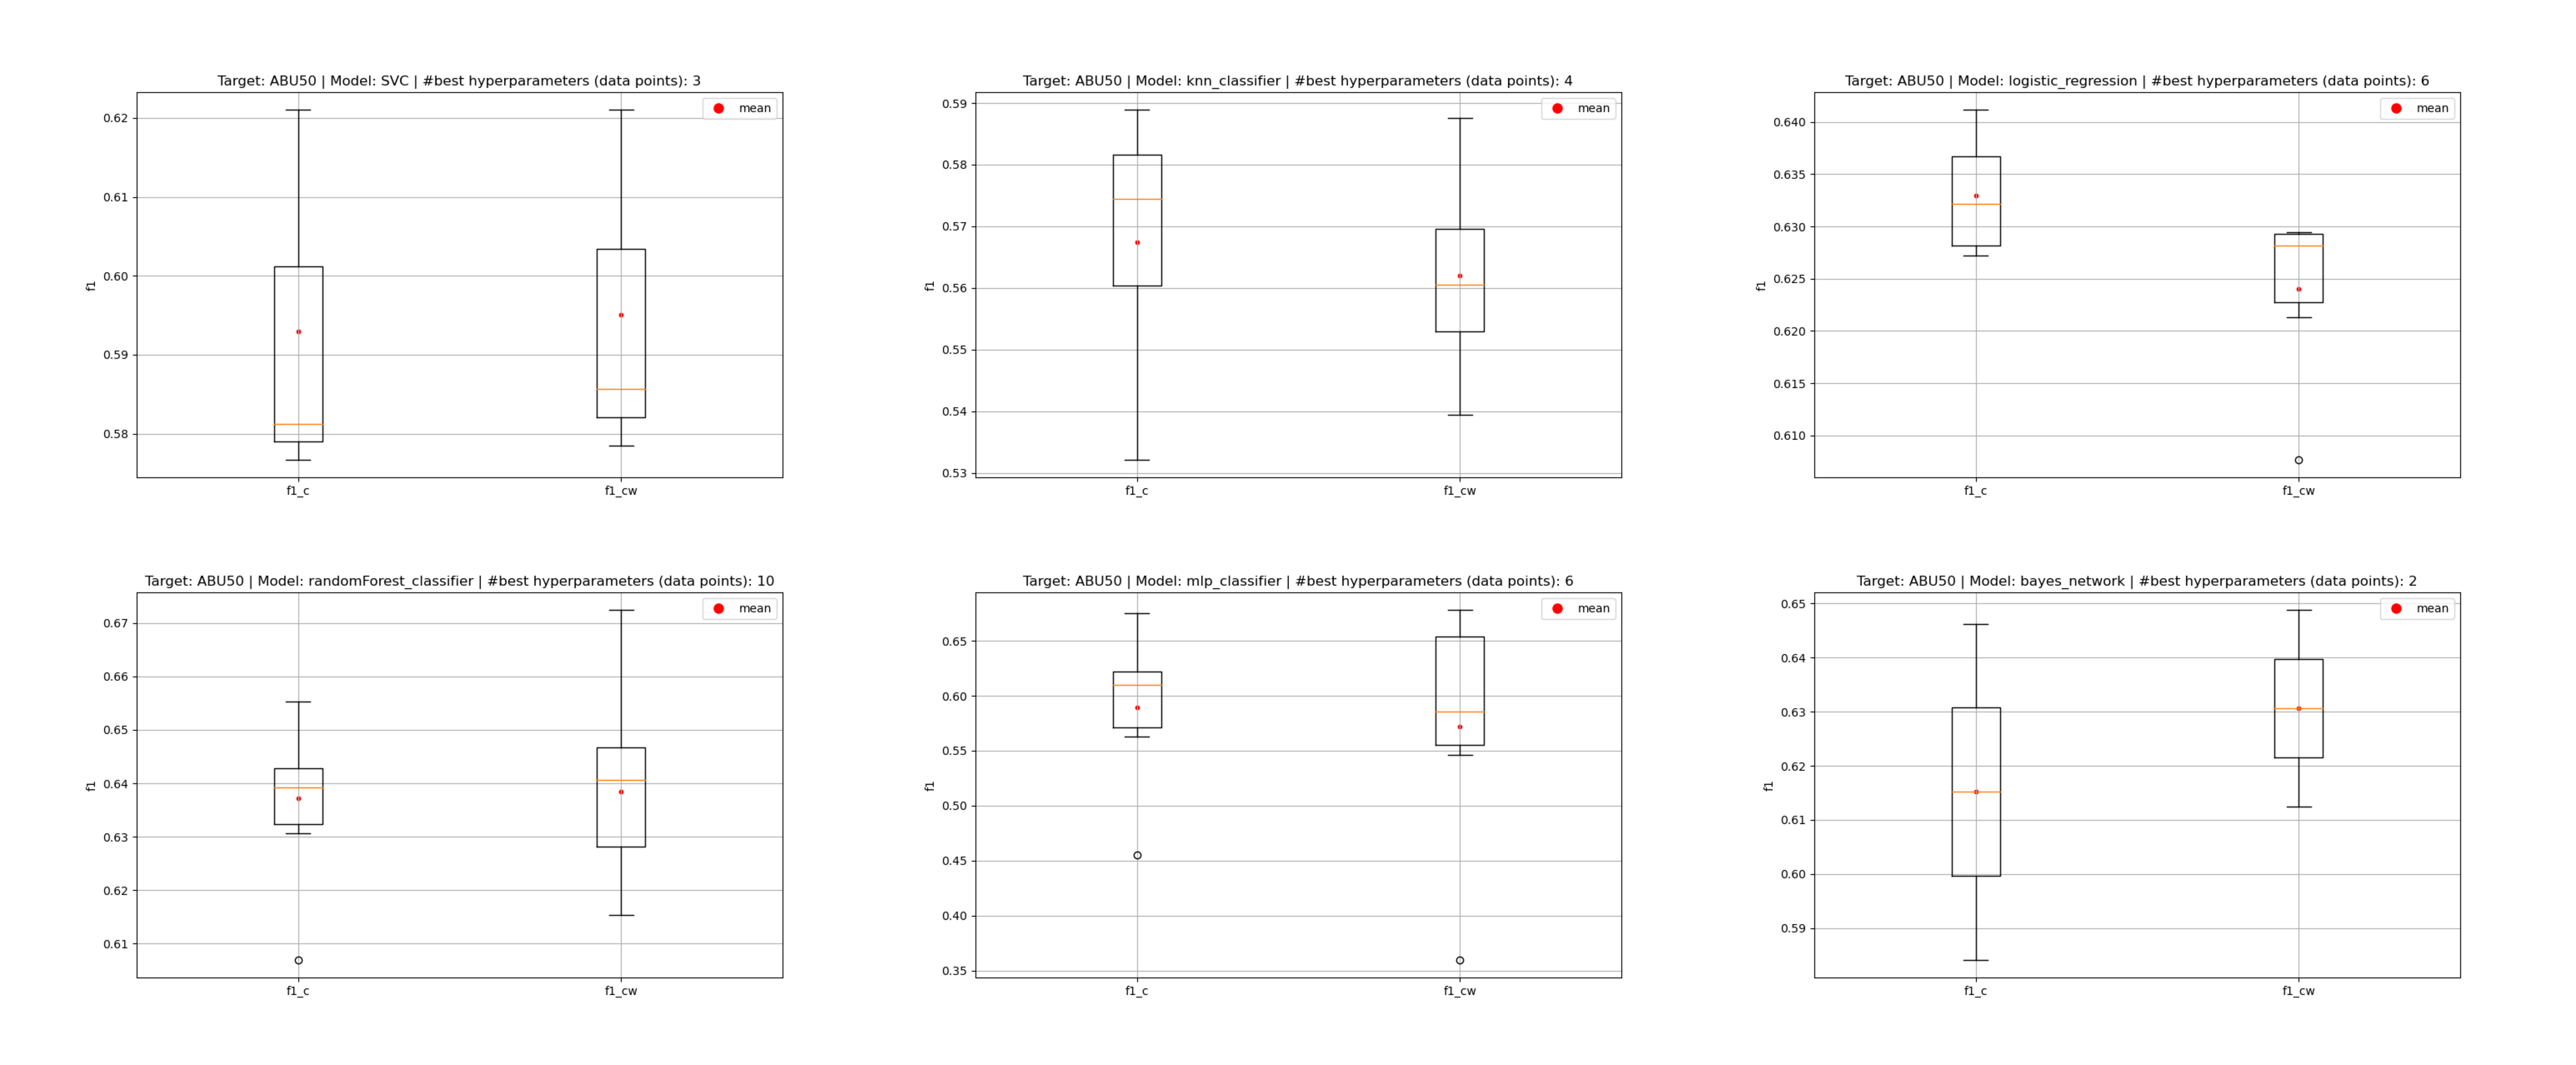 Target: ABU50 | Model: SVC | #best hyperparameters (data points): 3
mean
0.62
0.61
0.60
0.59
0.58
f1
f1_c
f1_cw
Target: ABU50 | Model: knn_classifier | #best hyperparameters (data points): 4
mean
0.59
0.58
0.57
0.56
0.55
0.54
0.53
f1
f1_c
f1_cw
Target: ABU50 | Model: logistic_regression | #best hyperparameters (data points): 6
mean
0.640
0.635
0.630
0.625
0.620
0.615
0.610
f1
f1_c
f1_cw
Target: ABU50 | Model: randomForest_classifier | #best hyperparameters (data points): 10
mean
0.67
0.66
0.65
0.64
0.63
0.62
0.61
f1
f1_c
f1_cw
Target: ABU50 | Model: mlp_classifier | #best hyperparameters (data points): 6
mean
0.65
0.60
0.55
0.50
0.45
0.40
0.35
f1
f1_c
f1_cw
Target: ABU50 | Model: bayes_network | #best hyperparameters (data points): 2
mean
0.65
0.64
0.63
0.62
0.61
0.60
0.59
f1
f1_c
f1_cw